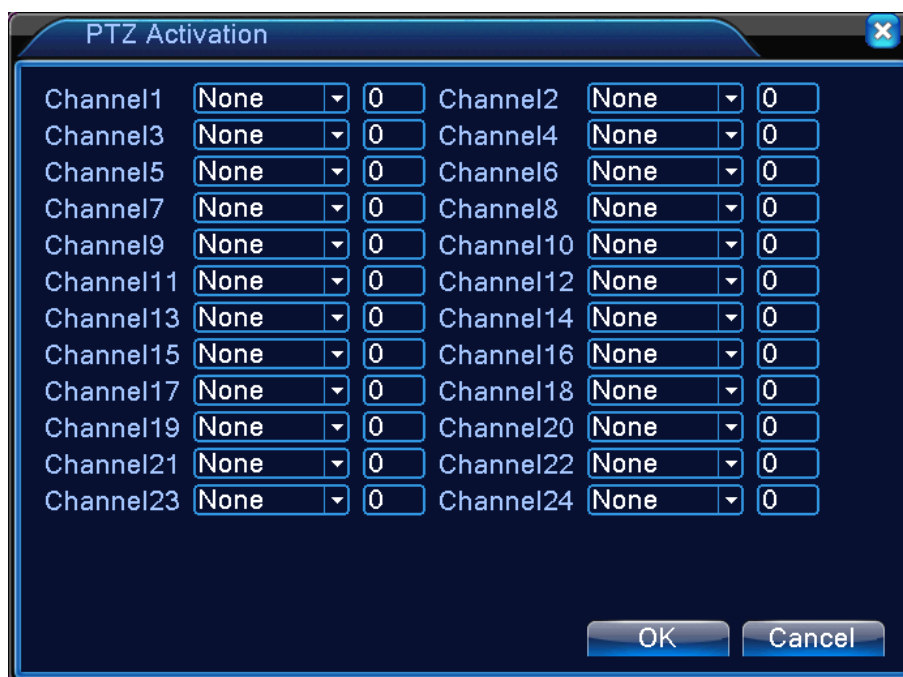 PTZ Activation
Channel1 None 0 Channel2 None 0
Channel3 None 0 Channel4 None 0
Channel5 None 0 Channel6 None 0
Channel7 None 0 Channel8 None 0
Channel9 None 0 Channel10 None 0
Channel11 None 0 Channel12 None 0
Channel13 None 0 Channel14 None 0
Channel15 None 0 Channel16 None 0
Channel17 None 0 Channel18 None 0
Channel19 None 0 Channel20 None 0
Channel21 None 0 Channel22 None 0
Channel23 None 0 Channel24 None 0
OK Cancel